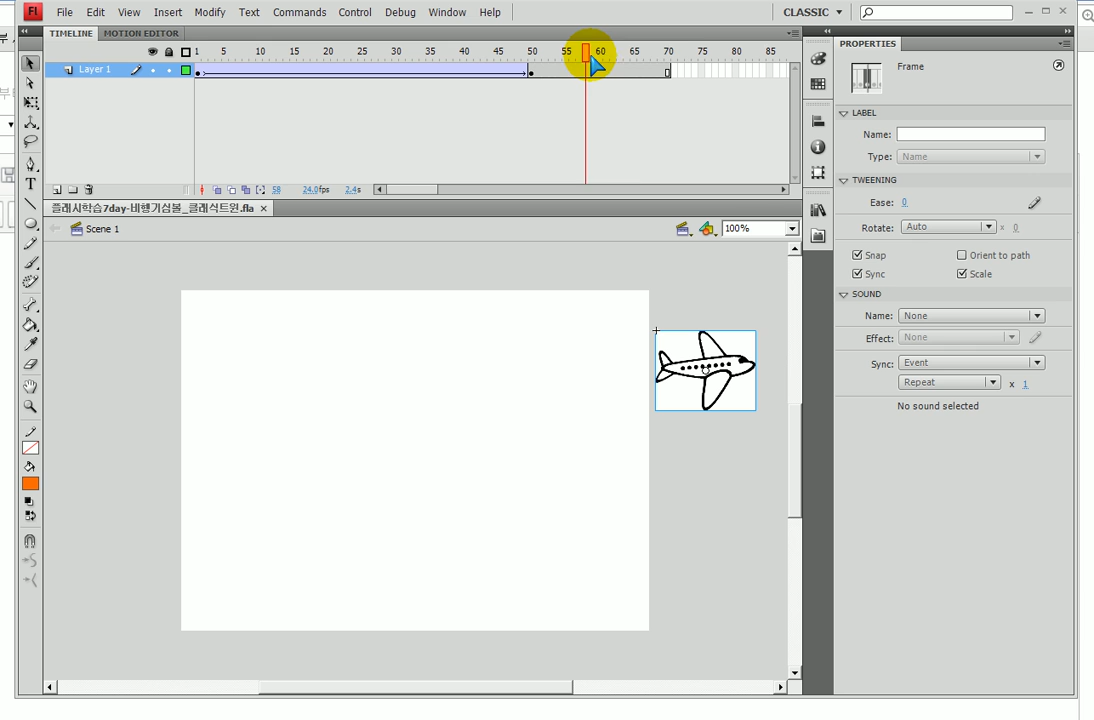 Fl File Edit View Insert Modify Text Commands Control Debug Window Help CLASSIC
TIMELINE MOTION EDITOR
1 5 10 15 20 25 30 35 40 45 50 55 60 65 70 75 80 85
Layer 1
58 24.0fps 2.4s
플래시학습7day-비행기심볼_클래식트윈.fla
Scene 1 100%
PROPERTIES
Frame
LABEL
Name:
Type: Name
TWEENING
Ease: 0
Rotate: Auto x 0
Snap Orient to path
Sync Scale
SOUND
Name: None
Effect: None
Sync: Event
Repeat x 1
No sound selected